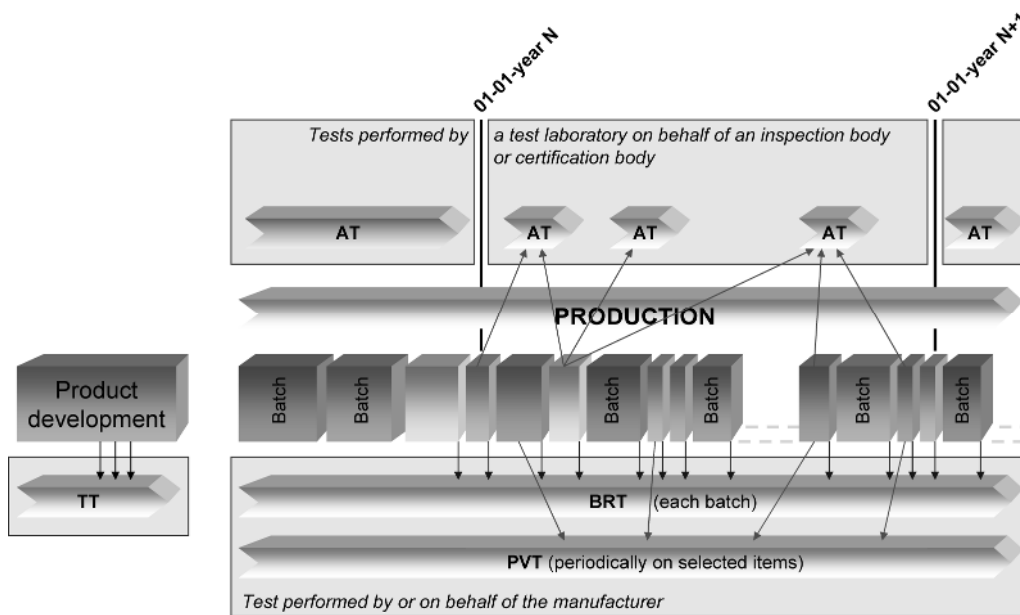 01-01-year N
01-01-year N+1
Tests performed by
a test laboratory on behalf of an inspection body
or certification body
AT
AT
AT
AT
AT
PRODUCTION
Product
development
Batch
Batch
Batch
Batch
Batch
Batch
TT
BRT (each batch)
PVT (periodically on selected items)
Test performed by or on behalf of the manufacturer